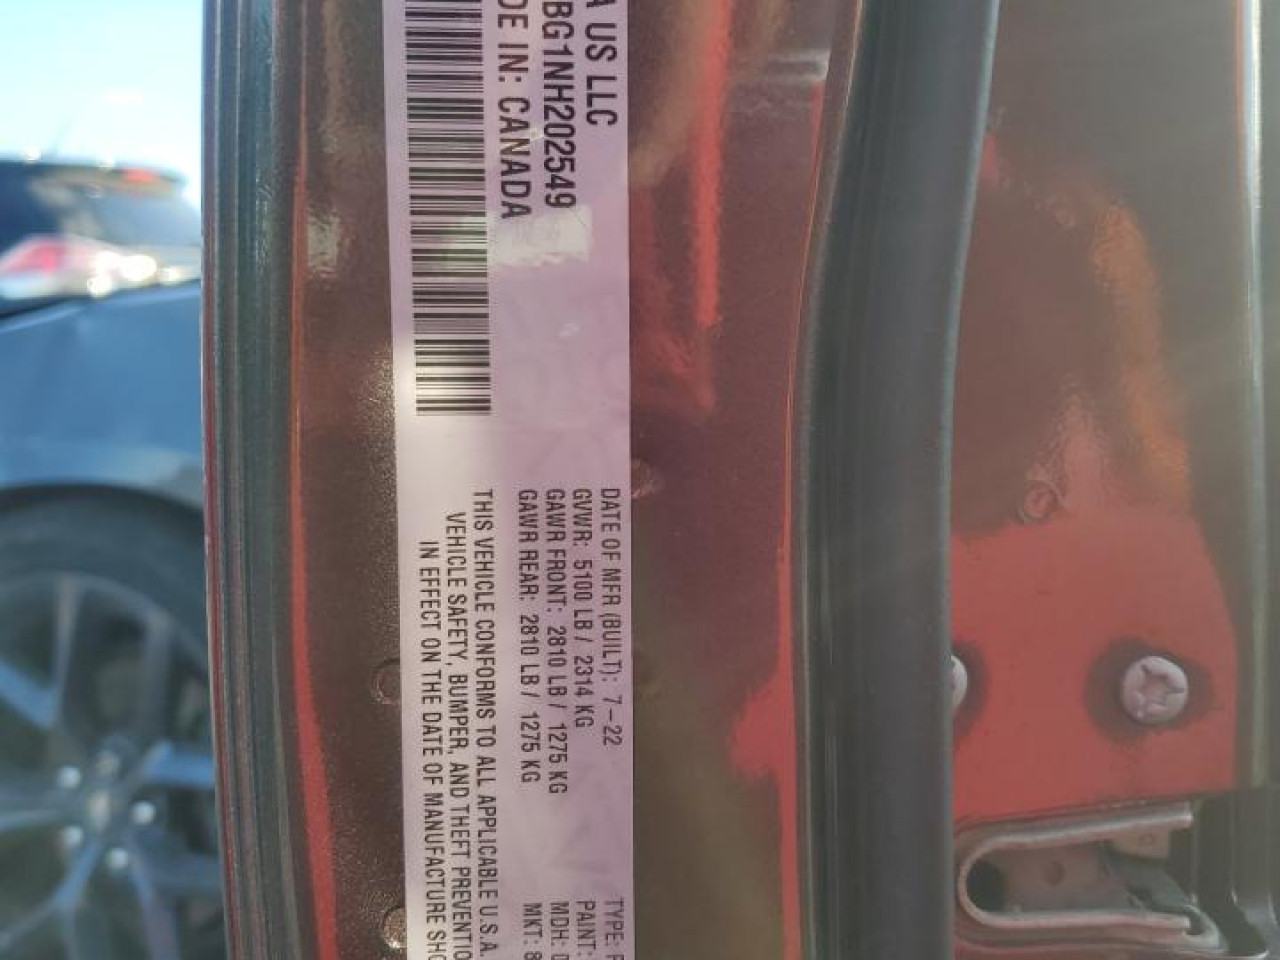 A US LLC
BG1NH202549
DE IN: CANADA
DATE OF MFR (BUILT): 7-22
GVWR: 5100 LB / 2314 KG
GAWR FRONT: 2810 LB / 1275 KG
GAWR REAR: 2810 LB / 1275 KG
THIS VEHICLE CONFORMS TO ALL APPLICABLE U.S.A.
VEHICLE SAFETY, BUMPER, AND THEFT PREVENTIO
IN EFFECT ON THE DATE OF MANUFACTURE SHO
TYPE:
PAINT:
MDH:
MKT: 8